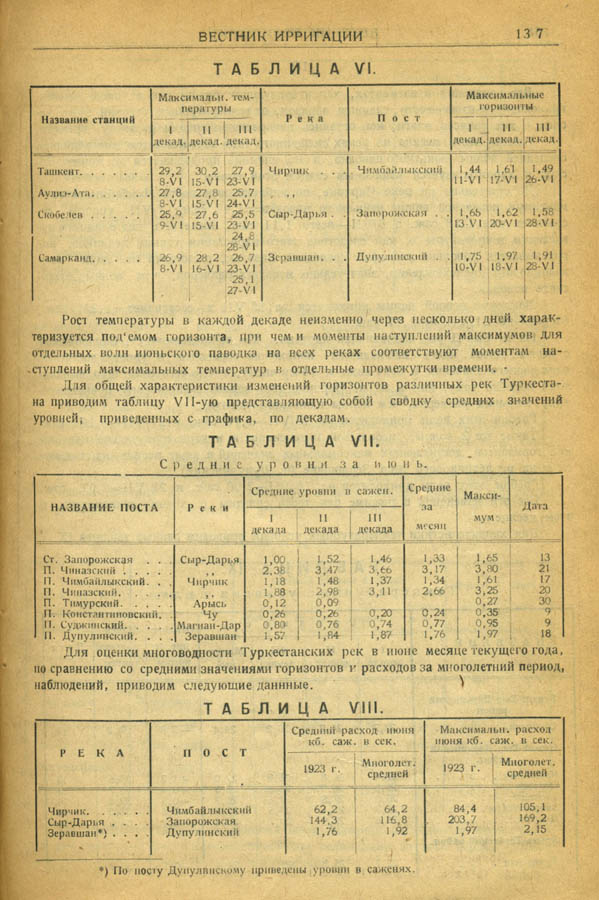 ВЕСТНИК ИРРИГАЦИИ 137
ТАБЛИЦА VI.
Название станций | Максимальн. температуры | Река | Пост | Максимальные горизонты
I декад. | II декад. | III декад. | I декад. | II декад. | III декад.
Ташкент. . . . . . 29,2 30,2 27,9 Чирчик . . Чимбайлыкский 1,44 1,61 1,49
8-VI 15-VI 23-VI 11-VI 17-VI 26-VI
Аулиэ-Ата. . . . . . 27,8 27,8 25,7 „ „
8-VI 15-VI 24-VI
Скобелев . . . . . 25,9 27,6 25,5 Сыр-Дарья . . Запорожская . . 1,65 1,62 1,58
9-VI 15-VI 23-VI 13-VI 20-VI 28-VI
24,8
28-VI
Самарканд. . . . . 26,9 28,2 26,7 Зеравшан. . . Дупулинский . . 1,75 1,97 1,91
8-VI 16-VI 23-VI 10-VI 18-VI 28-VI
25,1
27-VI
Рост температуры в каждой декаде неизменно через несколько дней харак-
теризуется под'емом горизонта, при чем и моменты наступлений максимумов для
отдельных волн июньского паводка на всех реках соответствуют моментам на-
ступлений максимальных температур в отдельные промежутки времени.
Для общей характеристики изменений горизонтов различных рек Туркеста-
на приводим таблицу VII-ую представляющую собой сводку средних значений
уровней, приведенных с графика, по декадам.
ТАБЛИЦА VII.
Средние уровни за июнь.
НАЗВАНИЕ ПОСТА | Реки | Средние уровни в сажен. | Средние за месяц | Макси-мум | Дата
I декада | II декада | III декада
Ст. Запорожская . . Сыр-Дарья 1,00 1,52 1,46 1,33 1,65 13
П. Чиназский . . . . „ „ 2,38 3,47 3,66 3,17 3,80 21
П. Чимбайлыкский. . . Чирчик 1,18 1,48 1,37 1,34 1,61 17
П. Чиназский. . . . . „ „ 1,88 2,98 3,11 2,66 3,25 20
П. Тимурский. . . . . Арысь 0,12 0,09 0,27 30
П. Константиновский. Чу 0,26 0,26 0,20 0,24 0,35 9
П. Суджинский. . . . . Магиан-Дар 0,80 0,76 0,74 0,77 0,95 9
П. Дупулинский. . . . Зеравшан 1,57 1,84 1,87 1,76 1,97 18
Для оценки многоводности Туркестанских рек в июне месяце текущего года,
по сравнению со средними значениями горизонтов и расходов за многолетний период,
наблюдений, приводим следующие даннные.
ТАБЛИЦА VIII.
РЕКА | ПОСТ | Средний расход июня кб. саж. в сек. | Максимальн. расход июня кб. саж. в сек.
1923 г. | Многолет. средней | 1923 г. | Многолет. средней
Чирчик. . . . . . Чимбайлыкский 62,2 64,2 84,4 105,1
Сыр-Дарья . . . . Запорожская 144,3 116,8 203,7 169,2
Зеравшан*) . . . Дупулинский 1,76 1,92 1,97 2,15
*) По посту Дупулинскому приведены уровни в саженях.